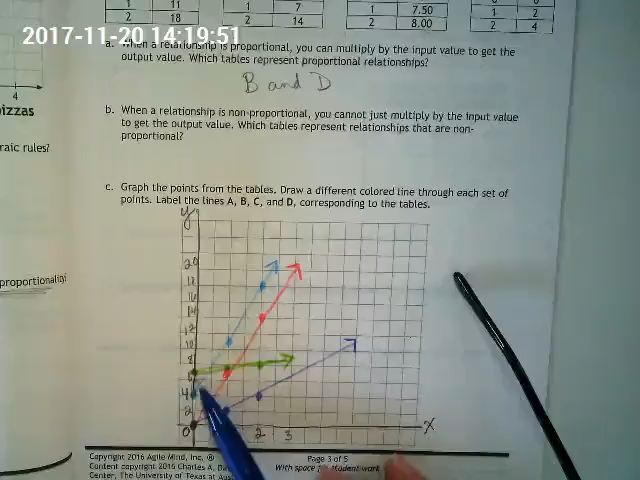 1 11 1 7 1 7.50 1 2
2 18 2 14 2 8.00 2 4
2017-11-20 14:19:51
a. When a relationship is proportional, you can multiply by the input value to get the
output value. Which tables represent proportional relationships?
B and D
4
izzas
b. When a relationship is non-proportional, you cannot just multiply by the input value
to get the output value. Which tables represent relationships that are non-
proportional?
raic rules?
c. Graph the points from the tables. Draw a different colored line through each set of
points. Label the lines A, B, C, and D, corresponding to the tables.
y
proportionalit
20
18
16
14
12
10
8
6
4
2
0 2 3 X
Copyright 2016 Agile Mind, Inc. ®
Content copyright 2016 Charles A. Da
Center, The University of Texas at Aus
Page 3 of 5
With space student work